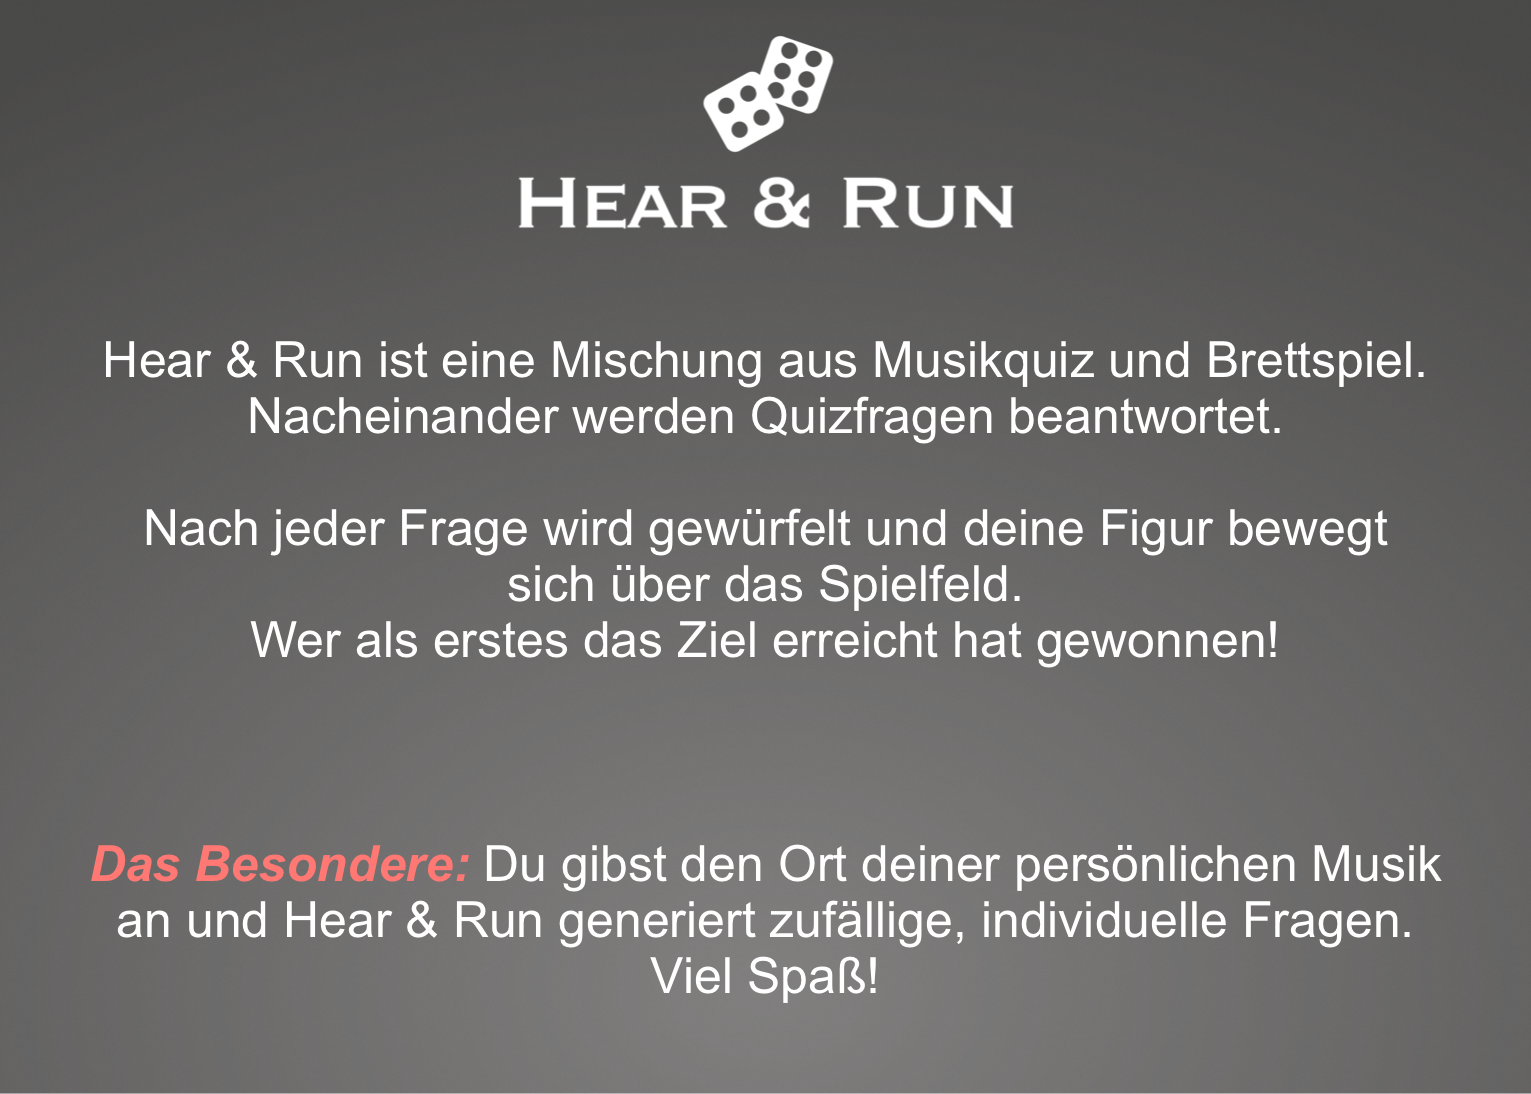 HEAR & RUN
Hear & Run ist eine Mischung aus Musikquiz und Brettspiel.
Nacheinander werden Quizfragen beantwortet.
Nach jeder Frage wird gewürfelt und deine Figur bewegt
sich über das Spielfeld.
Wer als erstes das Ziel erreicht hat gewonnen!
Das Besondere: Du gibst den Ort deiner persönlichen Musik
an und Hear & Run generiert zufällige, individuelle Fragen.
Viel Spaß!